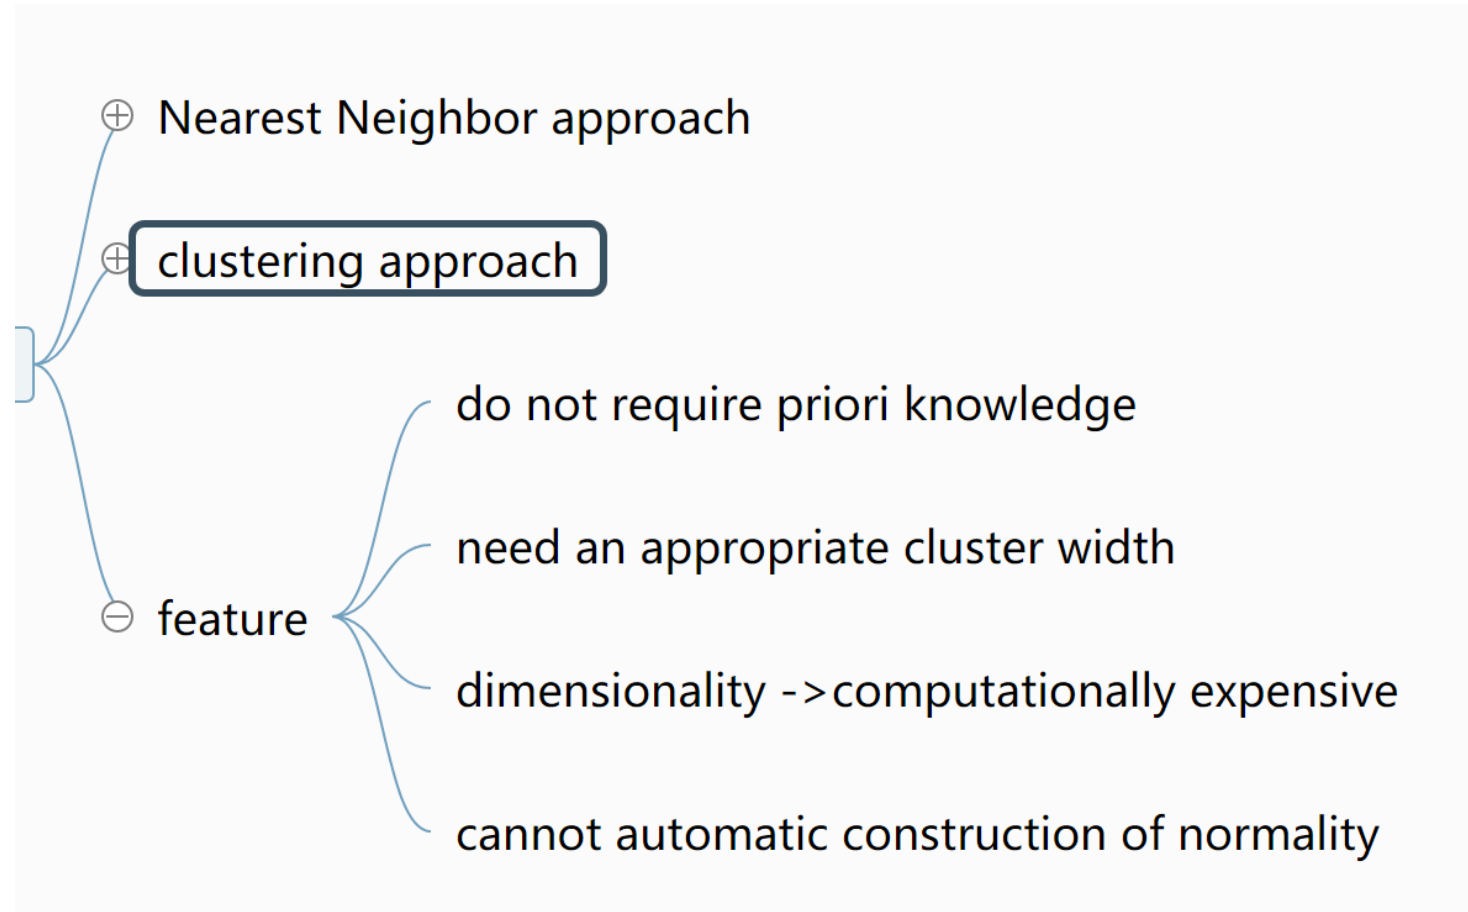 Nearest Neighbor approach
clustering approach
feature
do not require priori knowledge
need an appropriate cluster width
dimensionality ->computationally expensive
cannot automatic construction of normality